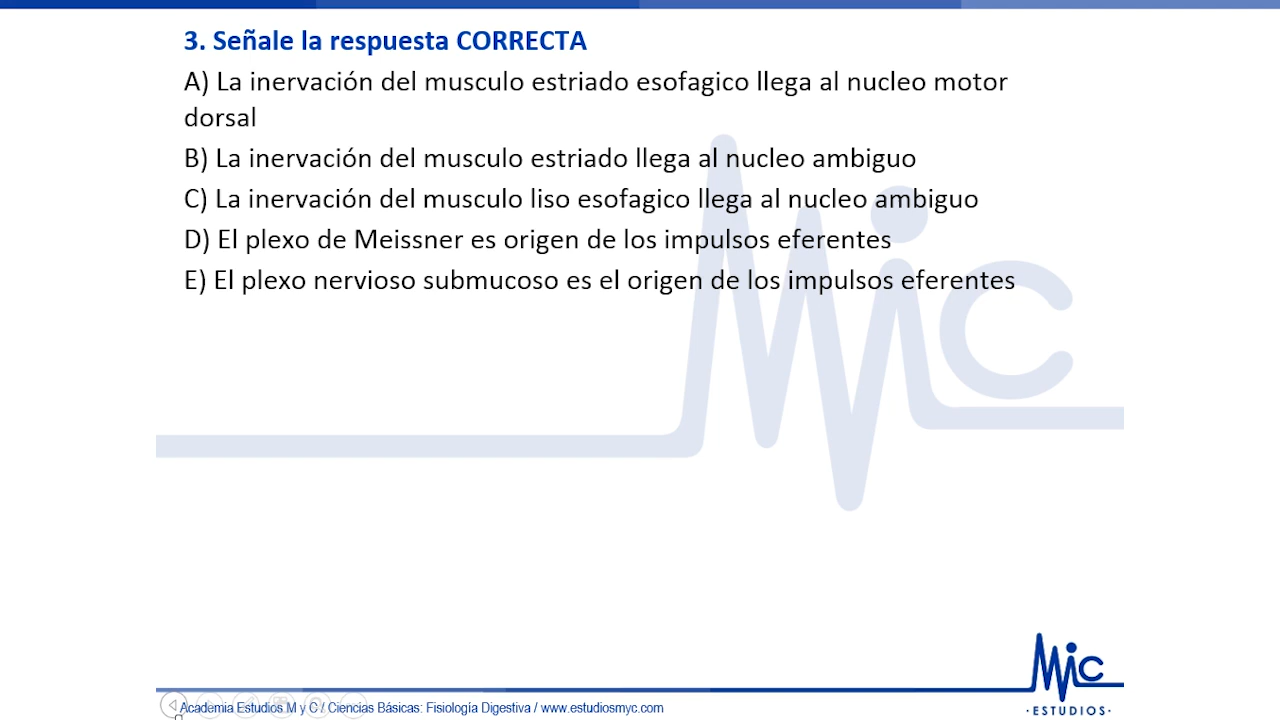 3. Señale la respuesta CORRECTA
A) La inervación del musculo estriado esofagico llega al nucleo motor
dorsal
B) La inervación del musculo estriado llega al nucleo ambiguo
C) La inervación del musculo liso esofagico llega al nucleo ambiguo
D) El plexo de Meissner es origen de los impulsos eferentes
E) El plexo nervioso submucoso es el origen de los impulsos eferentes
MiC
MiC
·ESTUDIOS·
Academia Estudios M y C / Ciencias Básicas: Fisiología Digestiva / www.estudiosmyc.com